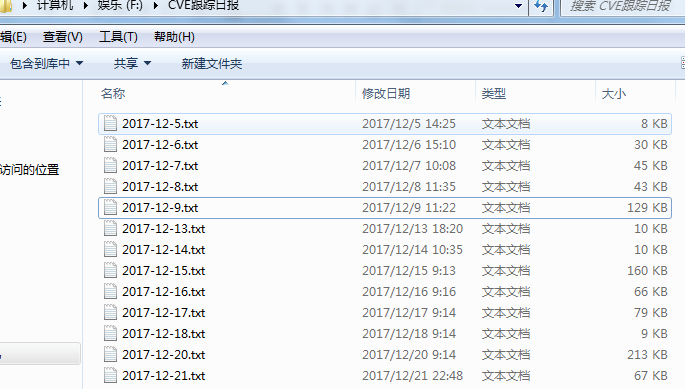 计算机 ▸ 娱乐 (F:) ▸ CVE跟踪日报
搜索 CVE跟踪日报
辑(E) 查看(V) 工具(T) 帮助(H)
包含到库中 共享 新建文件夹
名称 修改日期 类型 大小
2017-12-5.txt 2017/12/5 14:25 文本文档 8 KB
2017-12-6.txt 2017/12/6 15:10 文本文档 30 KB
访问的位置
2017-12-7.txt 2017/12/7 10:08 文本文档 45 KB
2017-12-8.txt 2017/12/8 11:35 文本文档 43 KB
2017-12-9.txt 2017/12/9 11:22 文本文档 129 KB
2017-12-13.txt 2017/12/13 18:20 文本文档 10 KB
2017-12-14.txt 2017/12/14 10:35 文本文档 10 KB
2017-12-15.txt 2017/12/15 9:13 文本文档 160 KB
2017-12-16.txt 2017/12/16 9:16 文本文档 66 KB
2017-12-17.txt 2017/12/17 9:14 文本文档 79 KB
2017-12-18.txt 2017/12/18 9:14 文本文档 9 KB
2017-12-20.txt 2017/12/20 9:14 文本文档 213 KB
2017-12-21.txt 2017/12/21 22:48 文本文档 67 KB